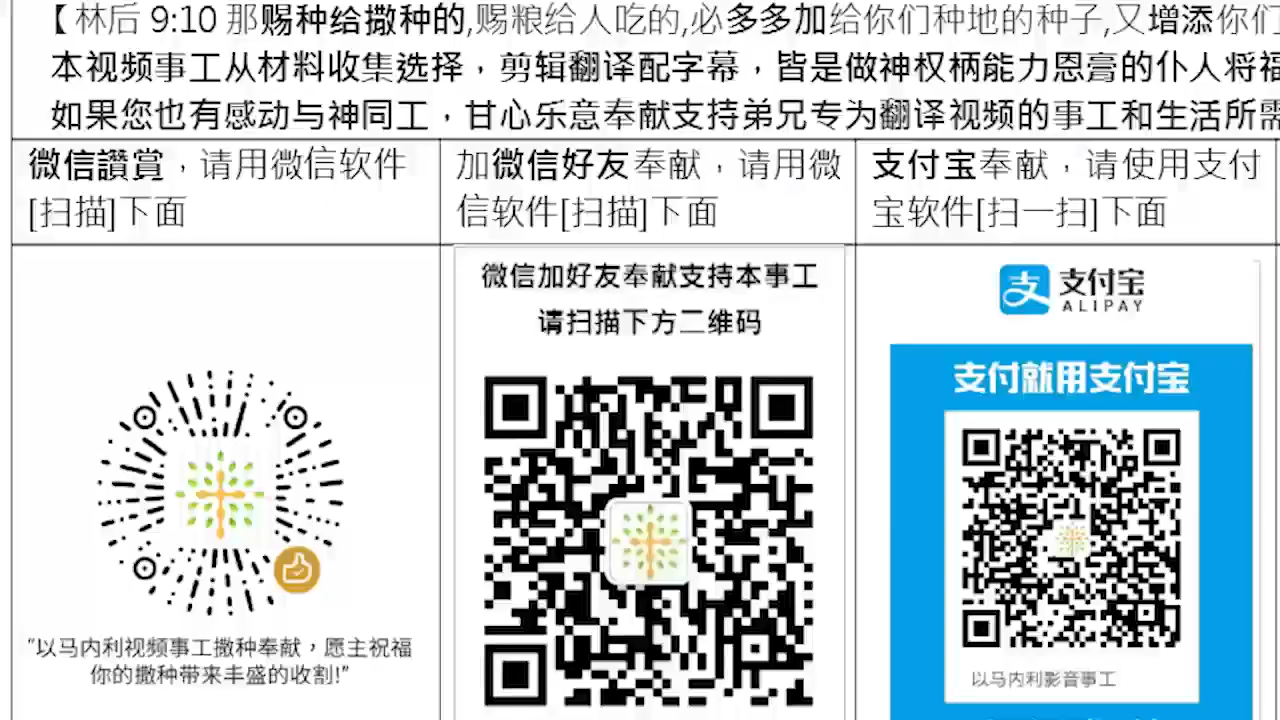 【林后 9:10 那赐种给撒种的,赐粮给人吃的,必多多加给你们种地的种子,又增添你们
本视频事工从材料收集选择，剪辑翻译配字幕，皆是做神权柄能力恩膏的仆人将福
如果您也有感动与神同工，甘心乐意奉献支持弟兄专为翻译视频的事工和生活所需
微信讚赏，请用微信软件
[扫描]下面
加微信好友奉献，请用微
信软件[扫描]下面
支付宝奉献，请使用支付
宝软件[扫一扫]下面
微信加好友奉献支持本事工
请扫描下方二维码
支 支付宝
ALIPAY
支付就用支付宝
“以马内利视频事工撒种奉献，愿主祝福
你的撒种带来丰盛的收割!”
以马内利影音事工